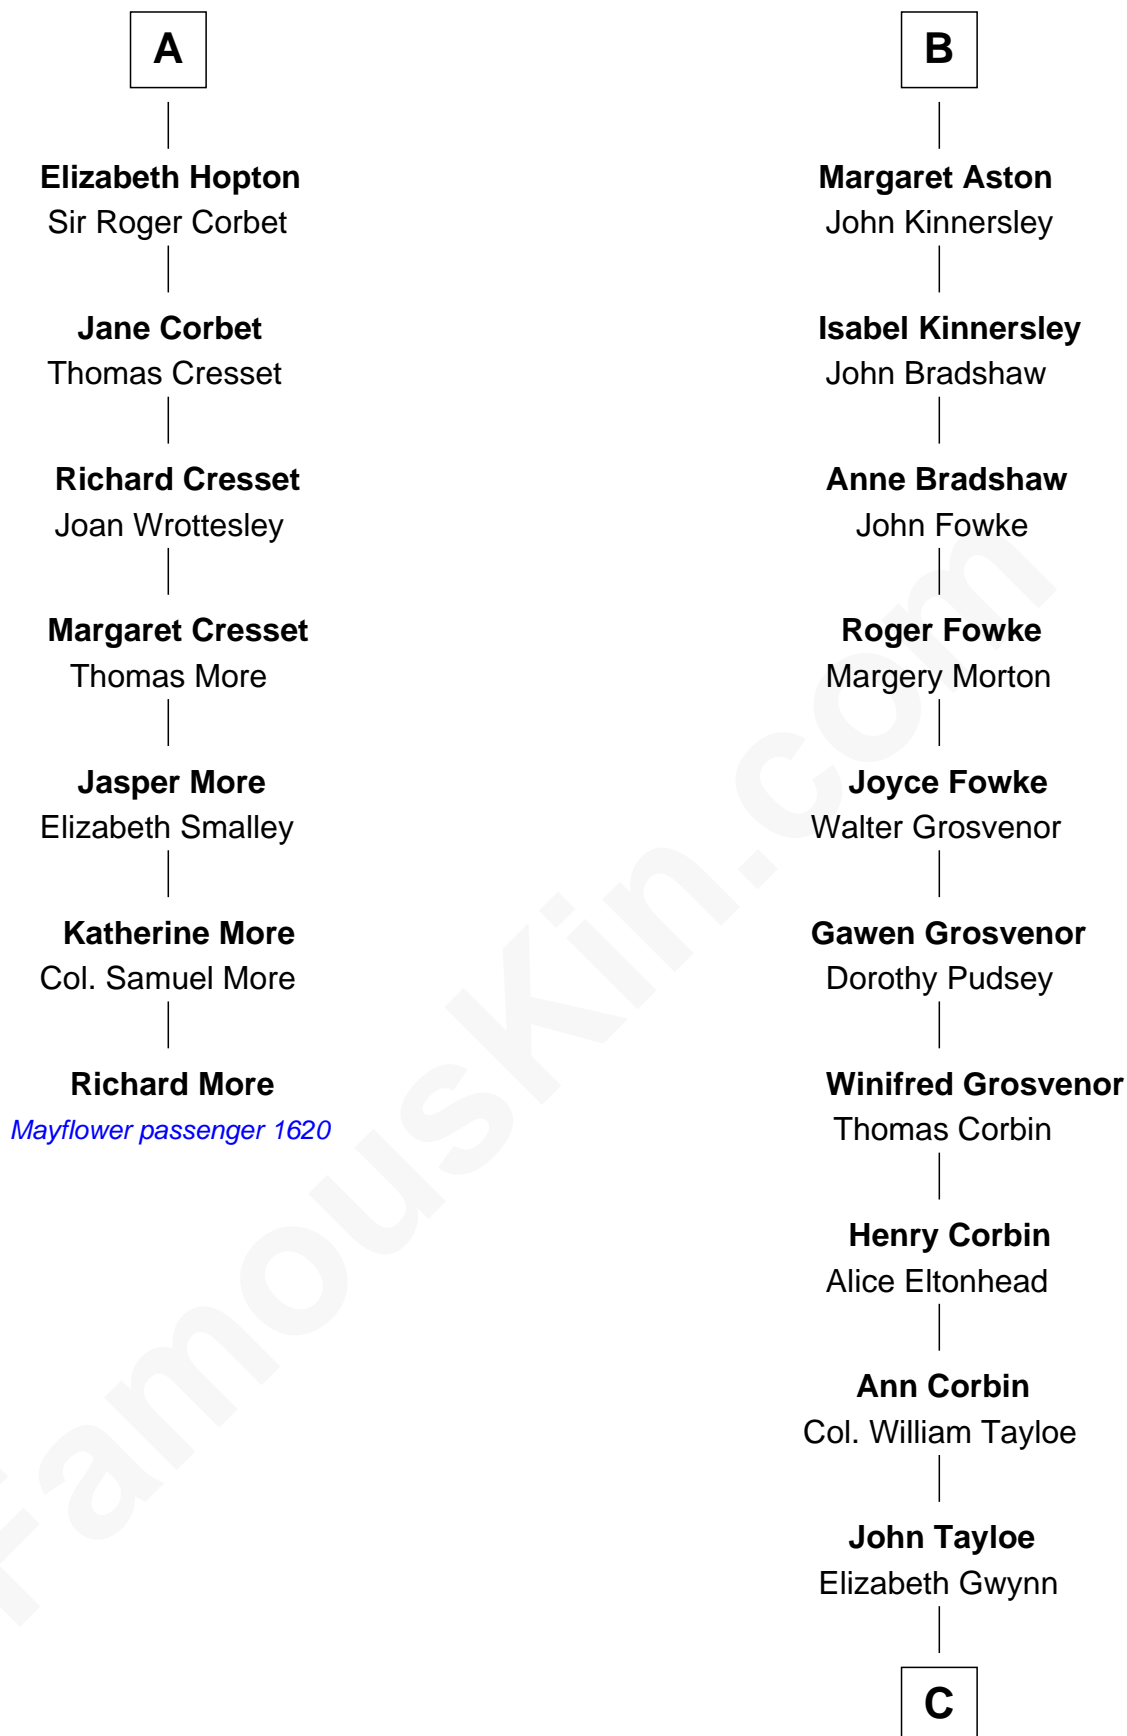 A
Elizabeth Hopton
Sir Roger Corbet
Jane Corbet
Thomas Cresset
Richard Cresset
Joan Wrottesley
Margaret Cresset
Thomas More
Jasper More
Elizabeth Smalley
Katherine More
Col. Samuel More
Richard More
Mayflower passenger 1620
B
Margaret Aston
John Kinnersley
Isabel Kinnersley
John Bradshaw
Anne Bradshaw
John Fowke
Roger Fowke
Margery Morton
Joyce Fowke
Walter Grosvenor
Gawen Grosvenor
Dorothy Pudsey
Winifred Grosvenor
Thomas Corbin
Henry Corbin
Alice Eltonhead
Ann Corbin
Col. William Tayloe
John Tayloe
Elizabeth Gwynn
C
FamousKin.com